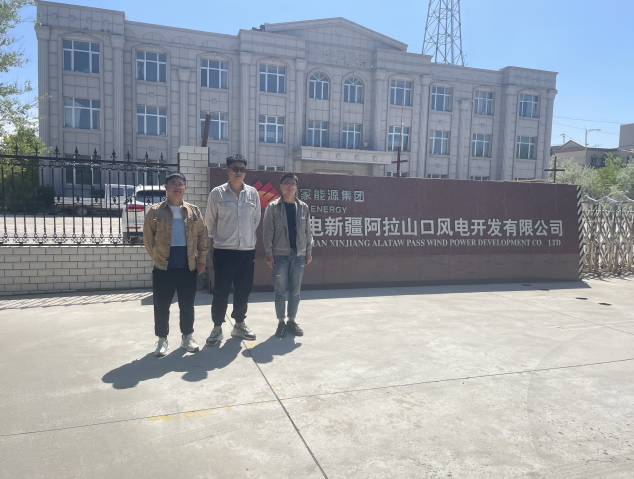 家能源集团
ENERGY
电新疆阿拉山口风电开发有限公司
AN XINJIANG ALATAW PASS WIND POWER DEVELOPMENT CO LTD